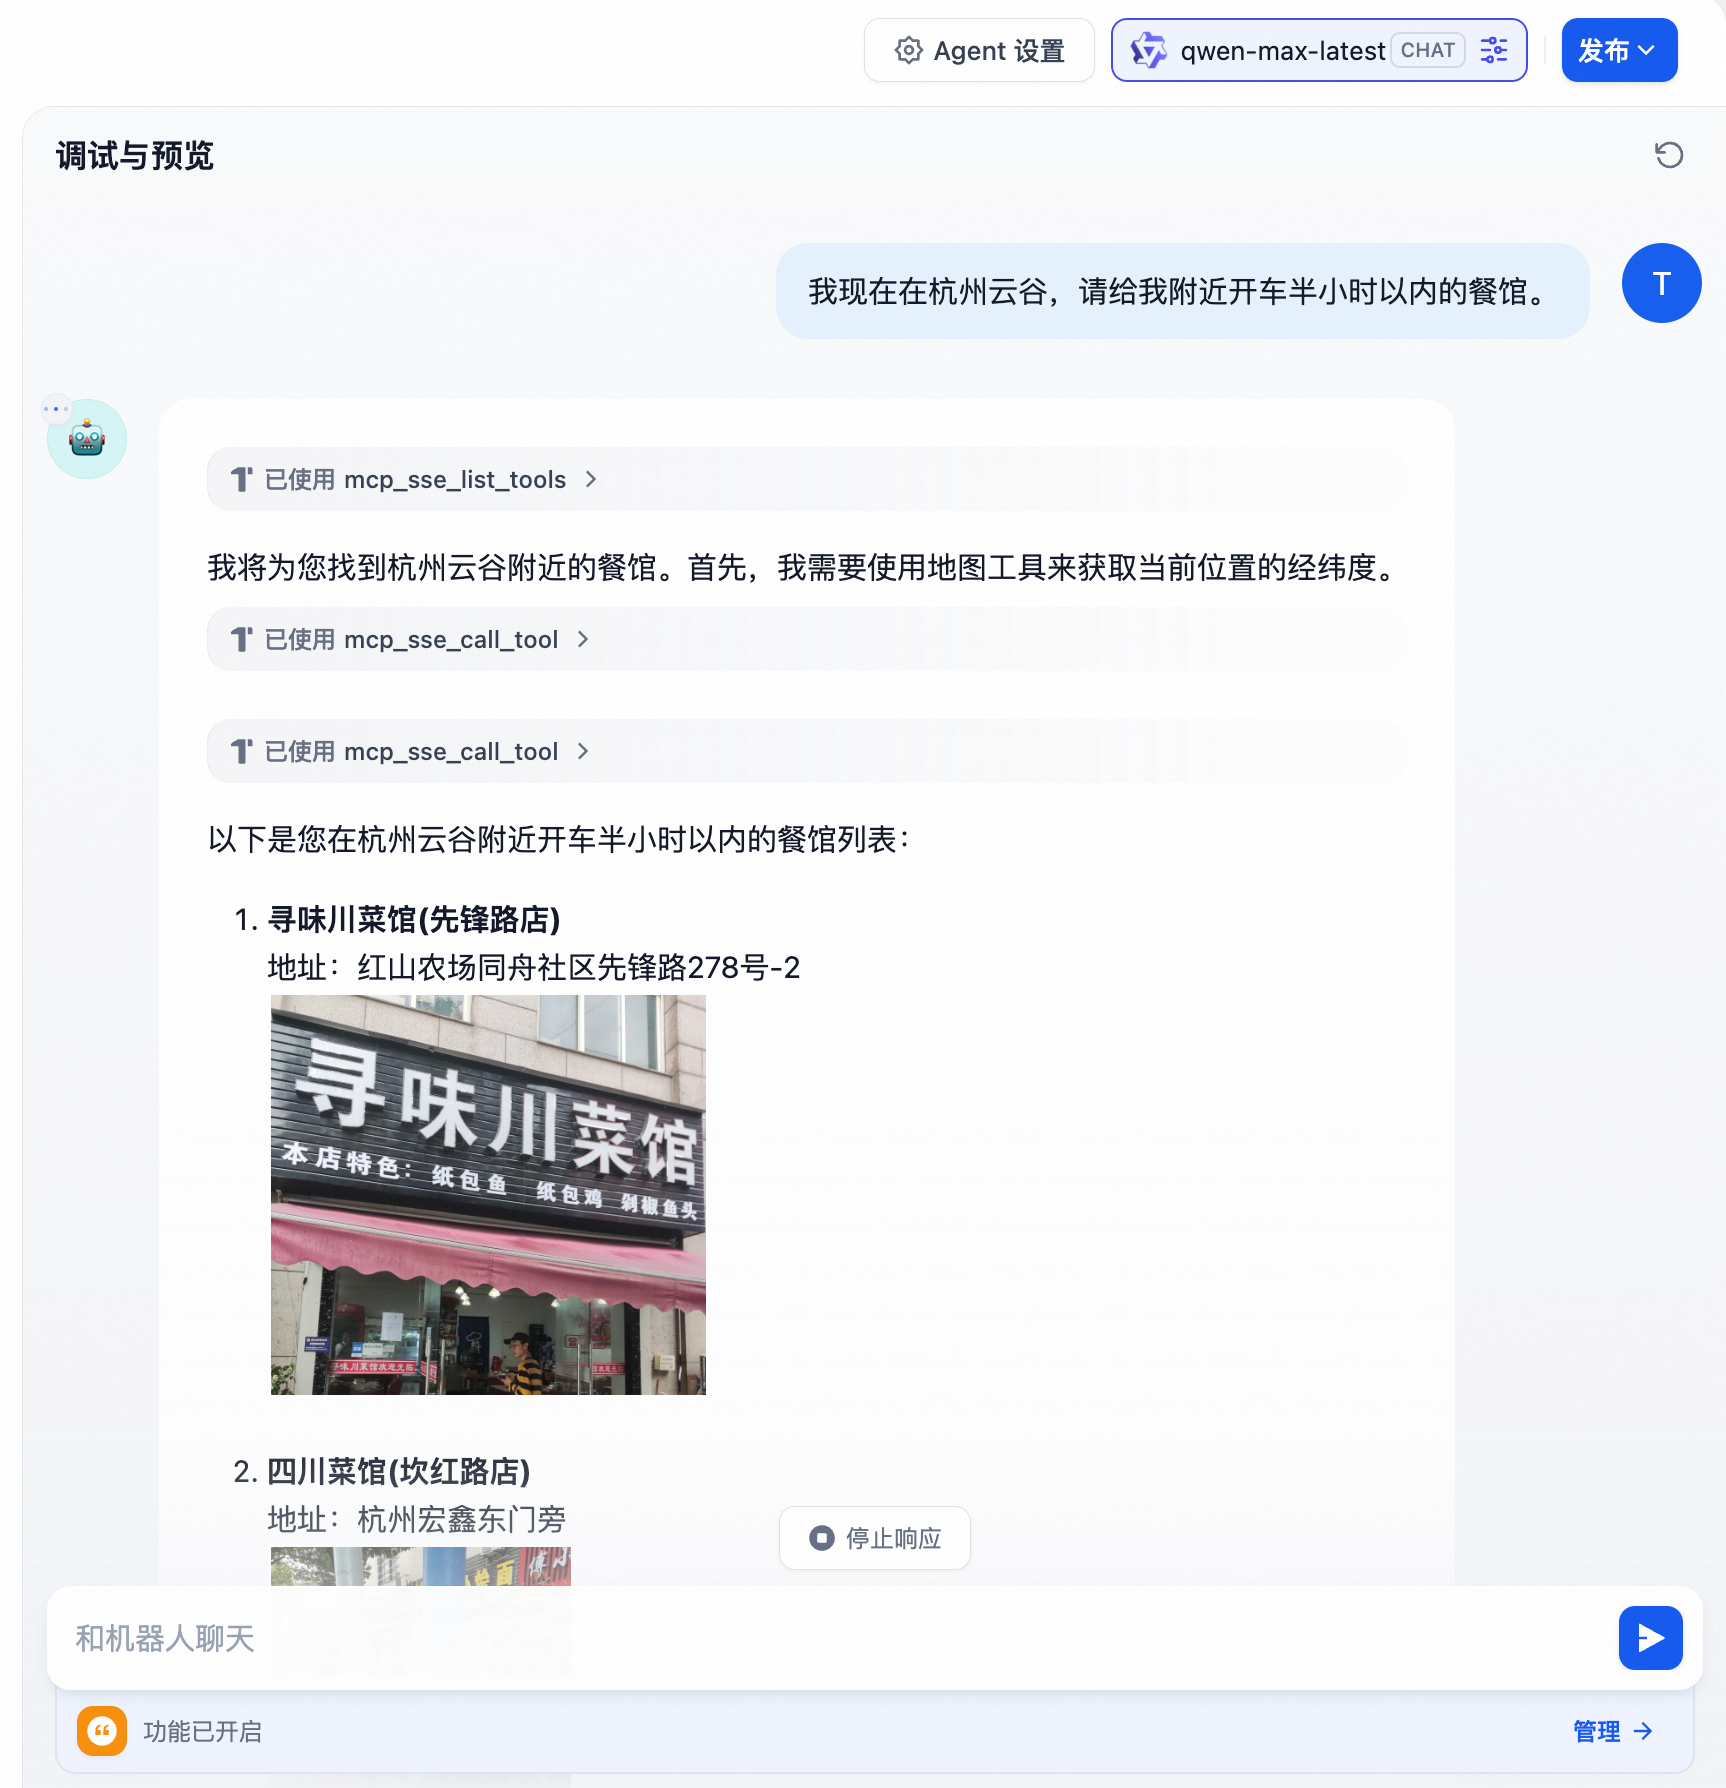 Agent 设置
qwen-max-latest CHAT
发布
调试与预览
我现在在杭州云谷，请给我附近开车半小时以内的餐馆。
T
已使用 mcp_sse_list_tools
我将为您找到杭州云谷附近的餐馆。首先，我需要使用地图工具来获取当前位置的经纬度。
已使用 mcp_sse_call_tool
已使用 mcp_sse_call_tool
以下是您在杭州云谷附近开车半小时以内的餐馆列表：
1. 寻味川菜馆(先锋路店)
地址：红山农场同舟社区先锋路278号-2
寻味川菜馆
本店特色：纸包鱼 纸包鸡 剁椒鱼头
寻味川菜馆欢迎光临
2. 四川菜馆(坎红路店)
地址：杭州宏鑫东门旁
停止响应
和机器人聊天
功能已开启
管理